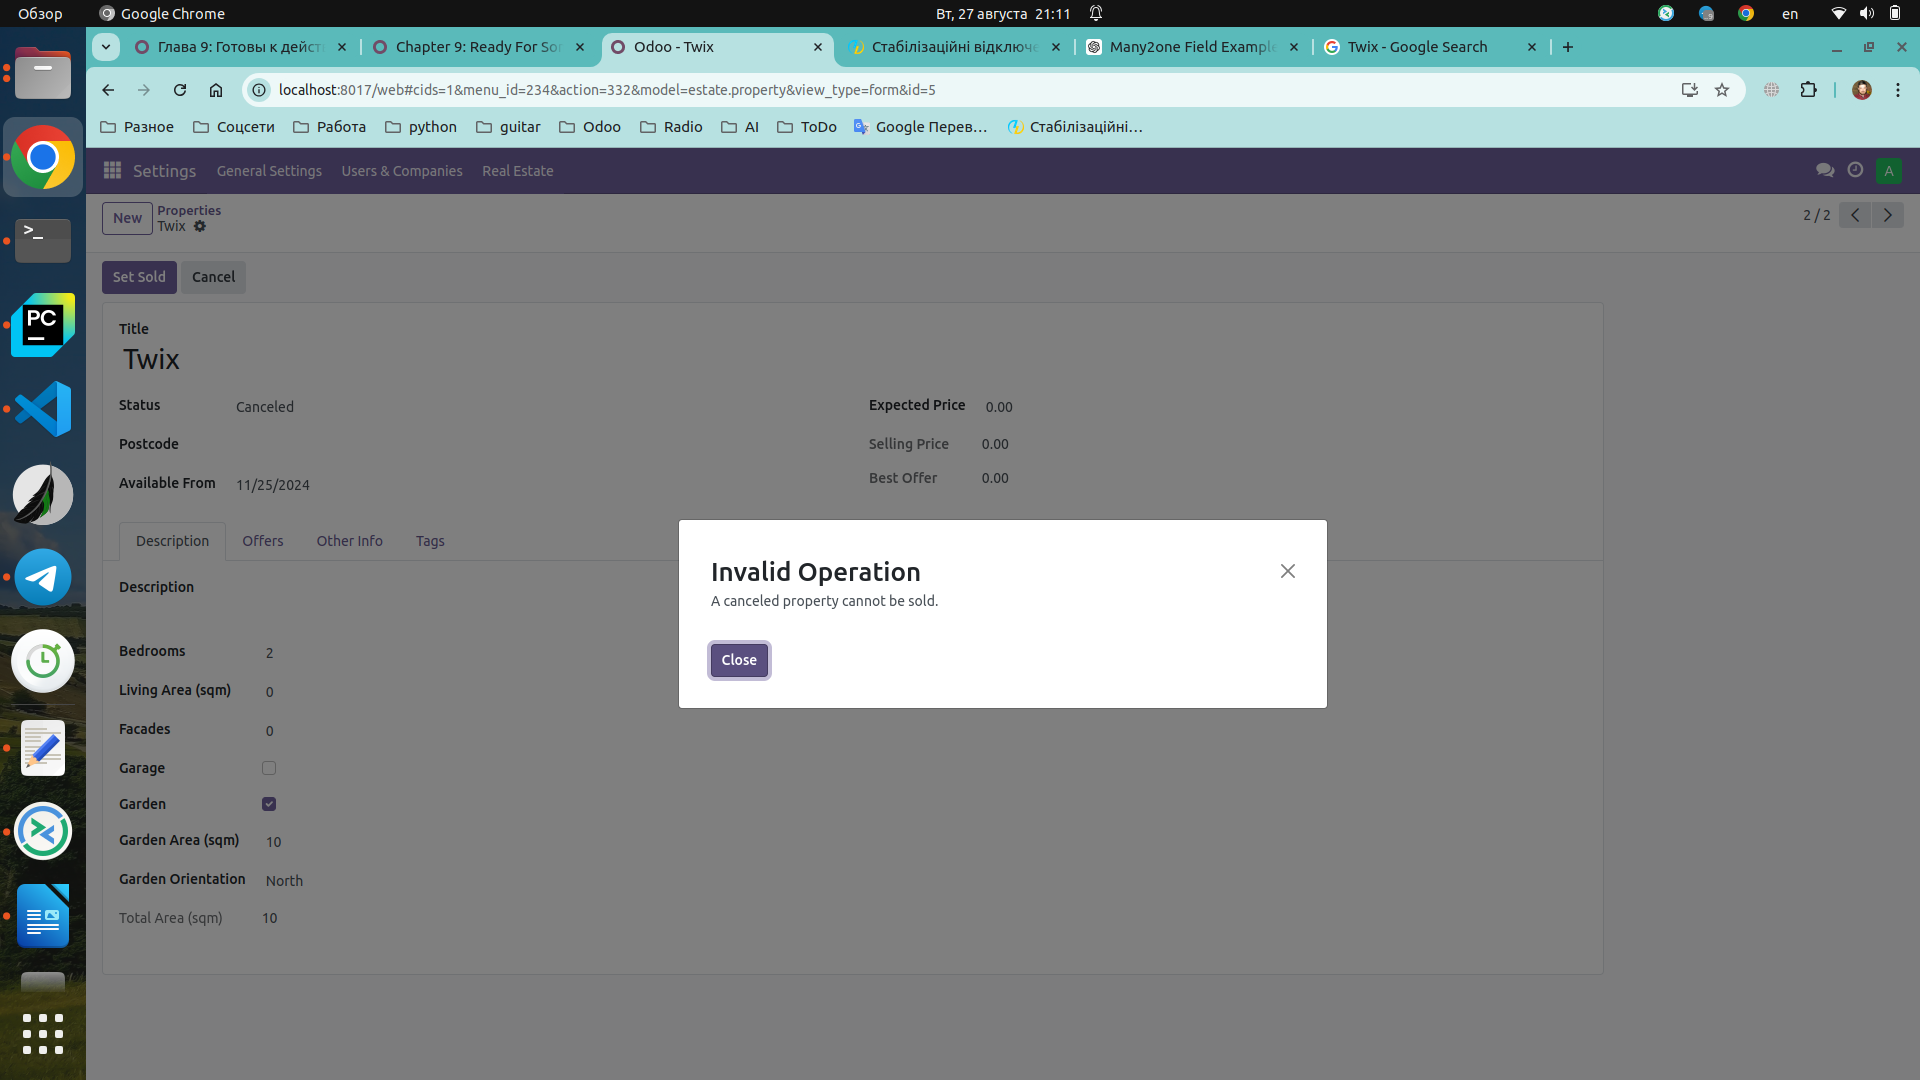 Обзор
Google Chrome
Вт, 27 августа 21:11
en
Глава 9: Готовы к дейст
Chapter 9: Ready For Sor
Odoo - Twix
Стабілізаційні відключе
Many2one Field Example
Twix - Google Search
localhost:8017/web#cids=1&menu_id=234&action=332&model=estate.property&view_type=form&id=5
Разное
Соцсети
Работа
python
guitar
Odoo
Radio
AI
ToDo
Google Перев…
Стабілізаційні…
Settings
General Settings
Users & Companies
Real Estate
A
New
Properties
Twix
2 / 2
Set Sold
Cancel
Title
Twix
Status
Canceled
Expected Price
0.00
Postcode
Selling Price
0.00
Available From
11/25/2024
Best Offer
0.00
Description
Offers
Other Info
Tags
Invalid Operation
A canceled property cannot be sold.
Close
Description
Bedrooms
2
Living Area (sqm)
0
Facades
0
Garage
Garden
Garden Area (sqm)
10
Garden Orientation
North
Total Area (sqm)
10
>_
PC